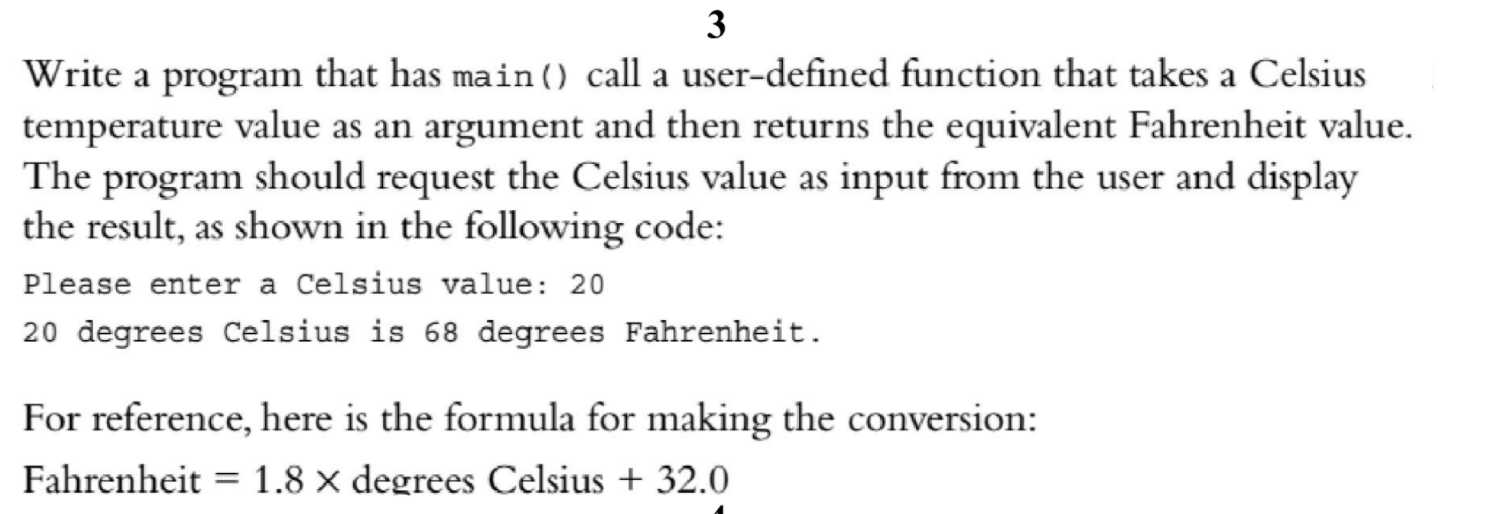 3
Write a program that has main() call a user-defined function that takes a Celsius
temperature value as an argument and then returns the equivalent Fahrenheit value.
The program should request the Celsius value as input from the user and display
the result, as shown in the following code:
Please enter a Celsius value: 20
20 degrees Celsius is 68 degrees Fahrenheit.
For reference, here is the formula for making the conversion:
Fahrenheit = 1.8 × degrees Celsius + 32.0